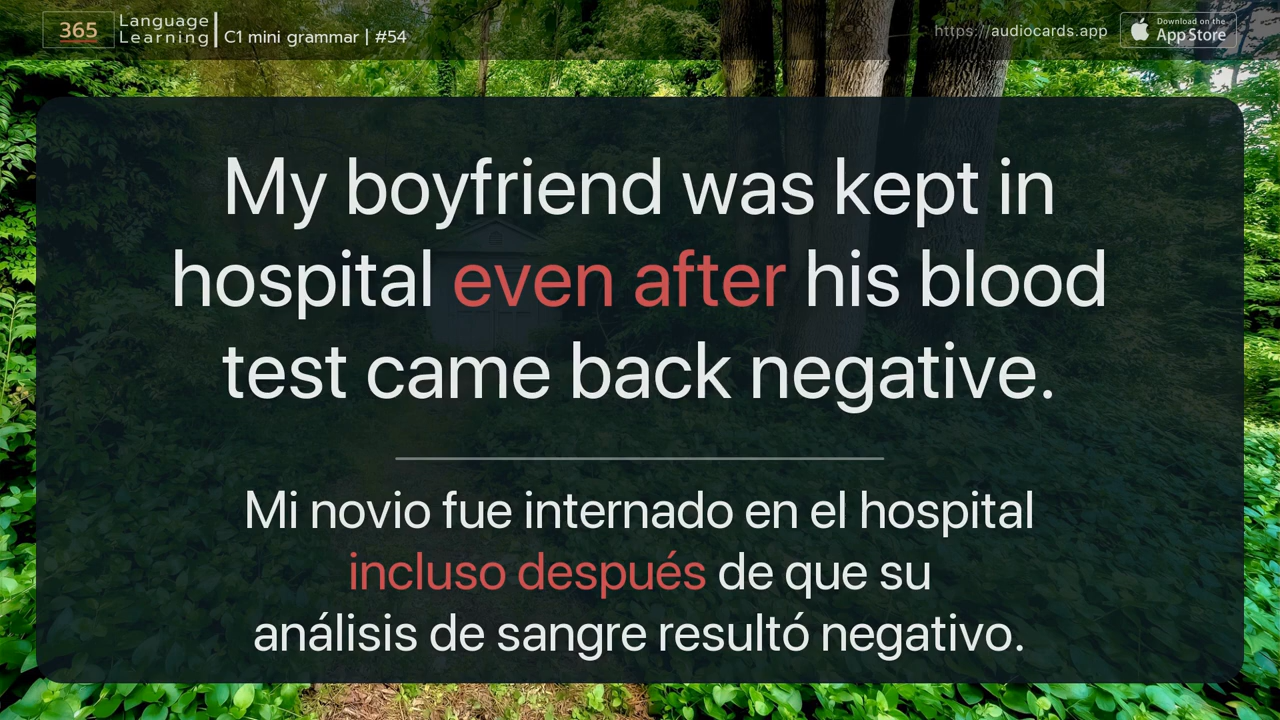 365
Language
Learning
C1 mini grammar | #54
https://audiocards.app
Download on the
App Store
My boyfriend was kept in
hospital even after his blood
test came back negative.
Mi novio fue internado en el hospital
incluso después de que su
análisis de sangre resultó negativo.